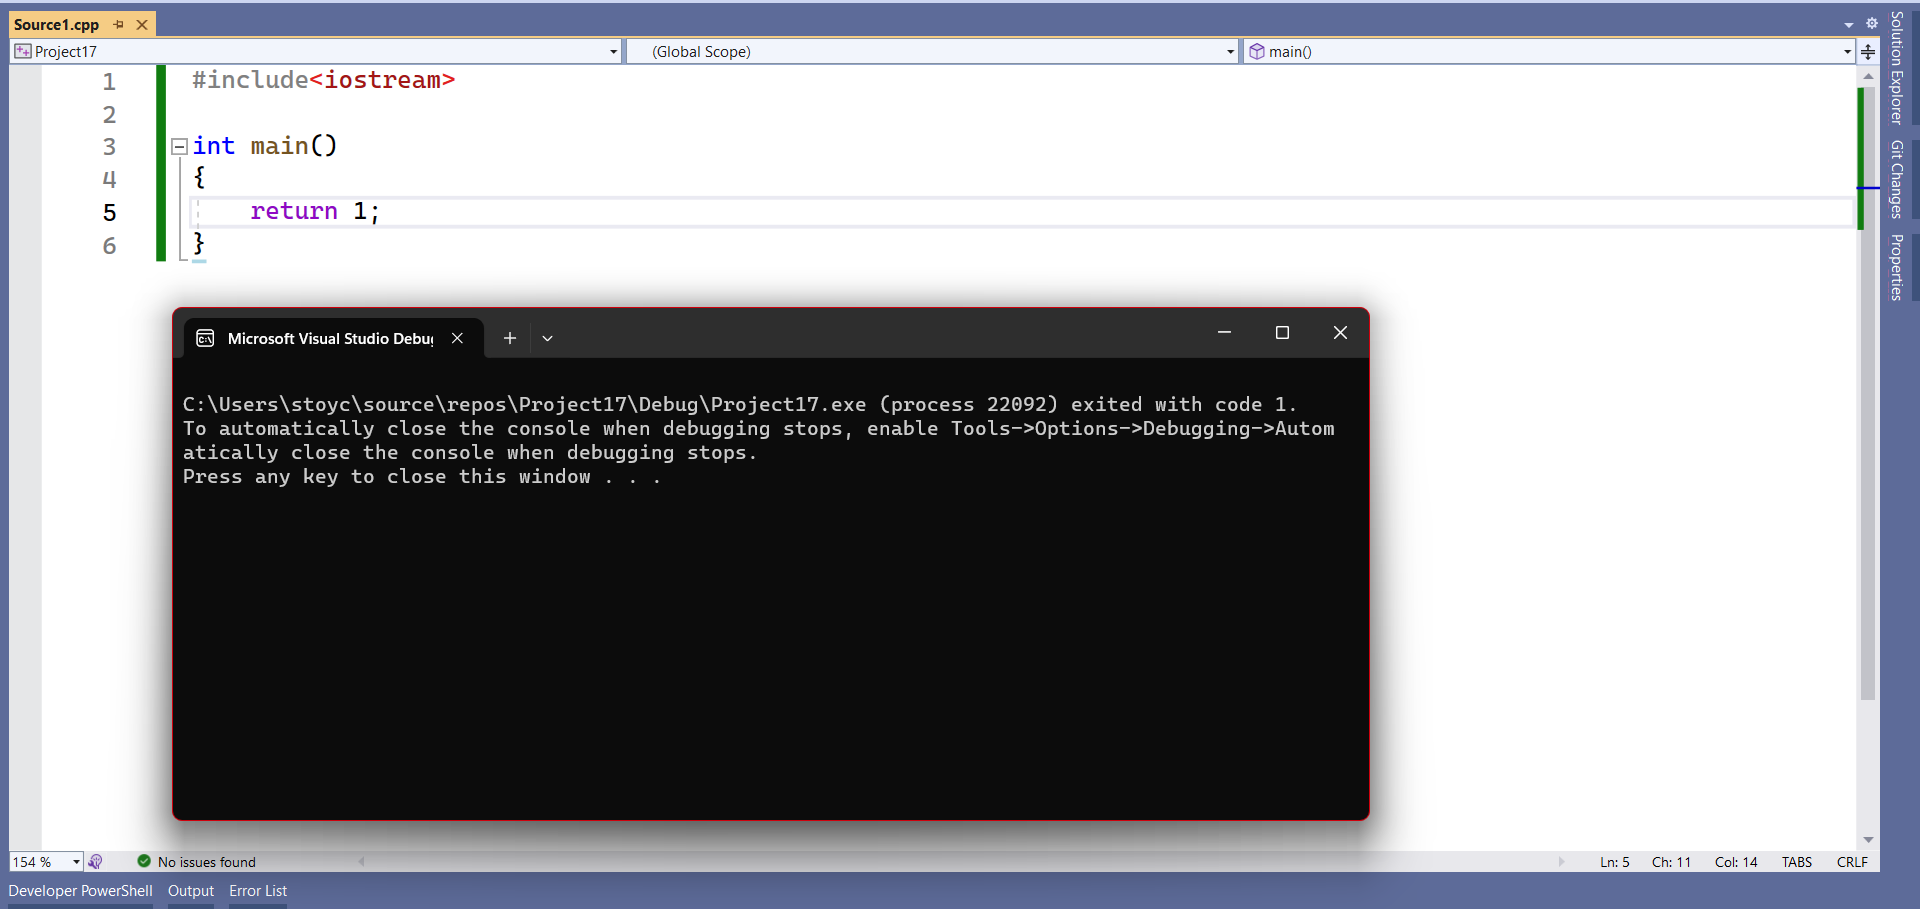 Source1.cpp
Project17
(Global Scope)
main()
1 #include<iostream>
2
3 int main()
4 {
5 return 1;
6 }
Microsoft Visual Studio Debu
C:\Users\stoyc\source\repos\Project17\Debug\Project17.exe (process 22092) exited with code 1.
To automatically close the console when debugging stops, enable Tools->Options->Debugging->Autom
atically close the console when debugging stops.
Press any key to close this window . . .
Solution Explorer
Git Changes
Properties
154 %
No issues found
Ln: 5 Ch: 11 Col: 14 TABS CRLF
Developer PowerShell Output Error List